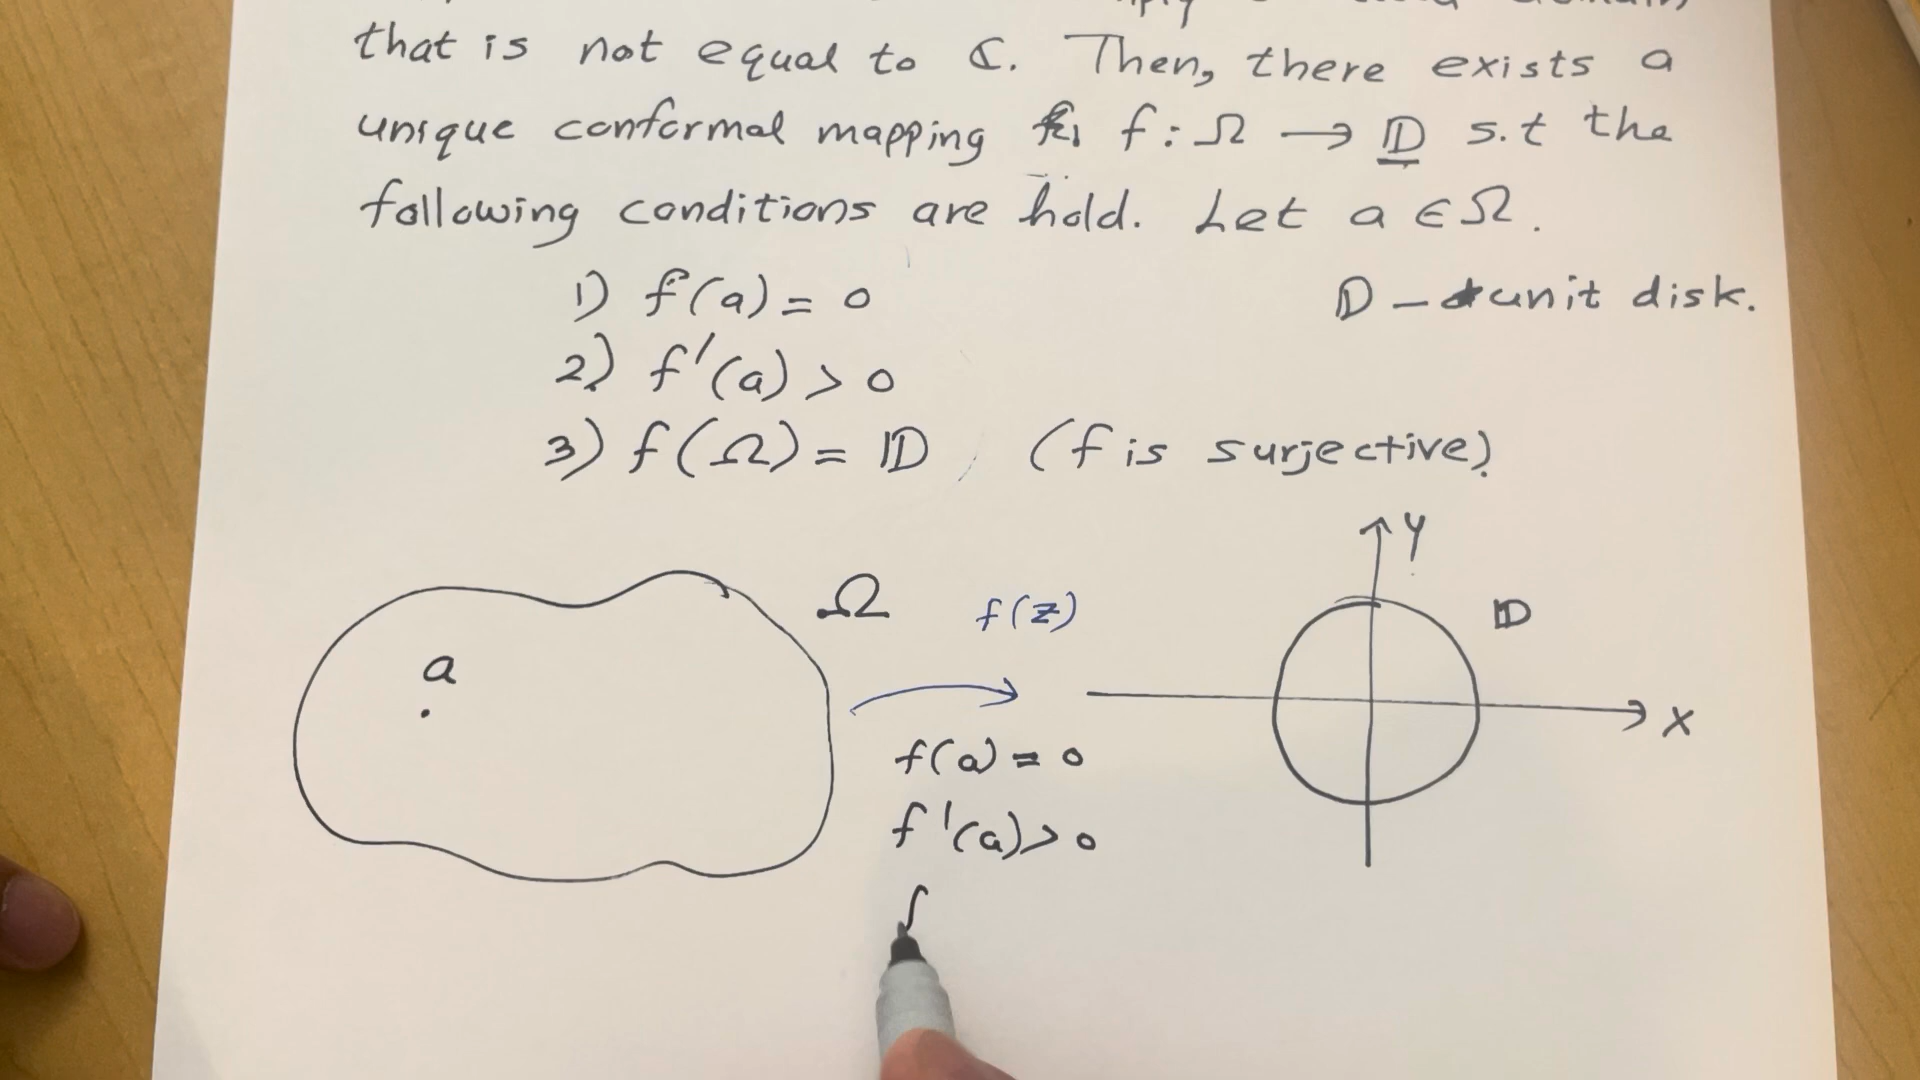 that is not equal to ℂ. Then, there exists a
unique conformal mapping f : Ω → 𝔻 s.t the
following conditions are hold. Let a ∈ Ω.
1) f(a) = 0
D – unit disk.
2) f'(a) > 0
3) f(Ω) = 𝔻, (f is surjective)
Y
Ω
f(z)
𝔻
a
X
f(a) = 0
f'(a) > 0